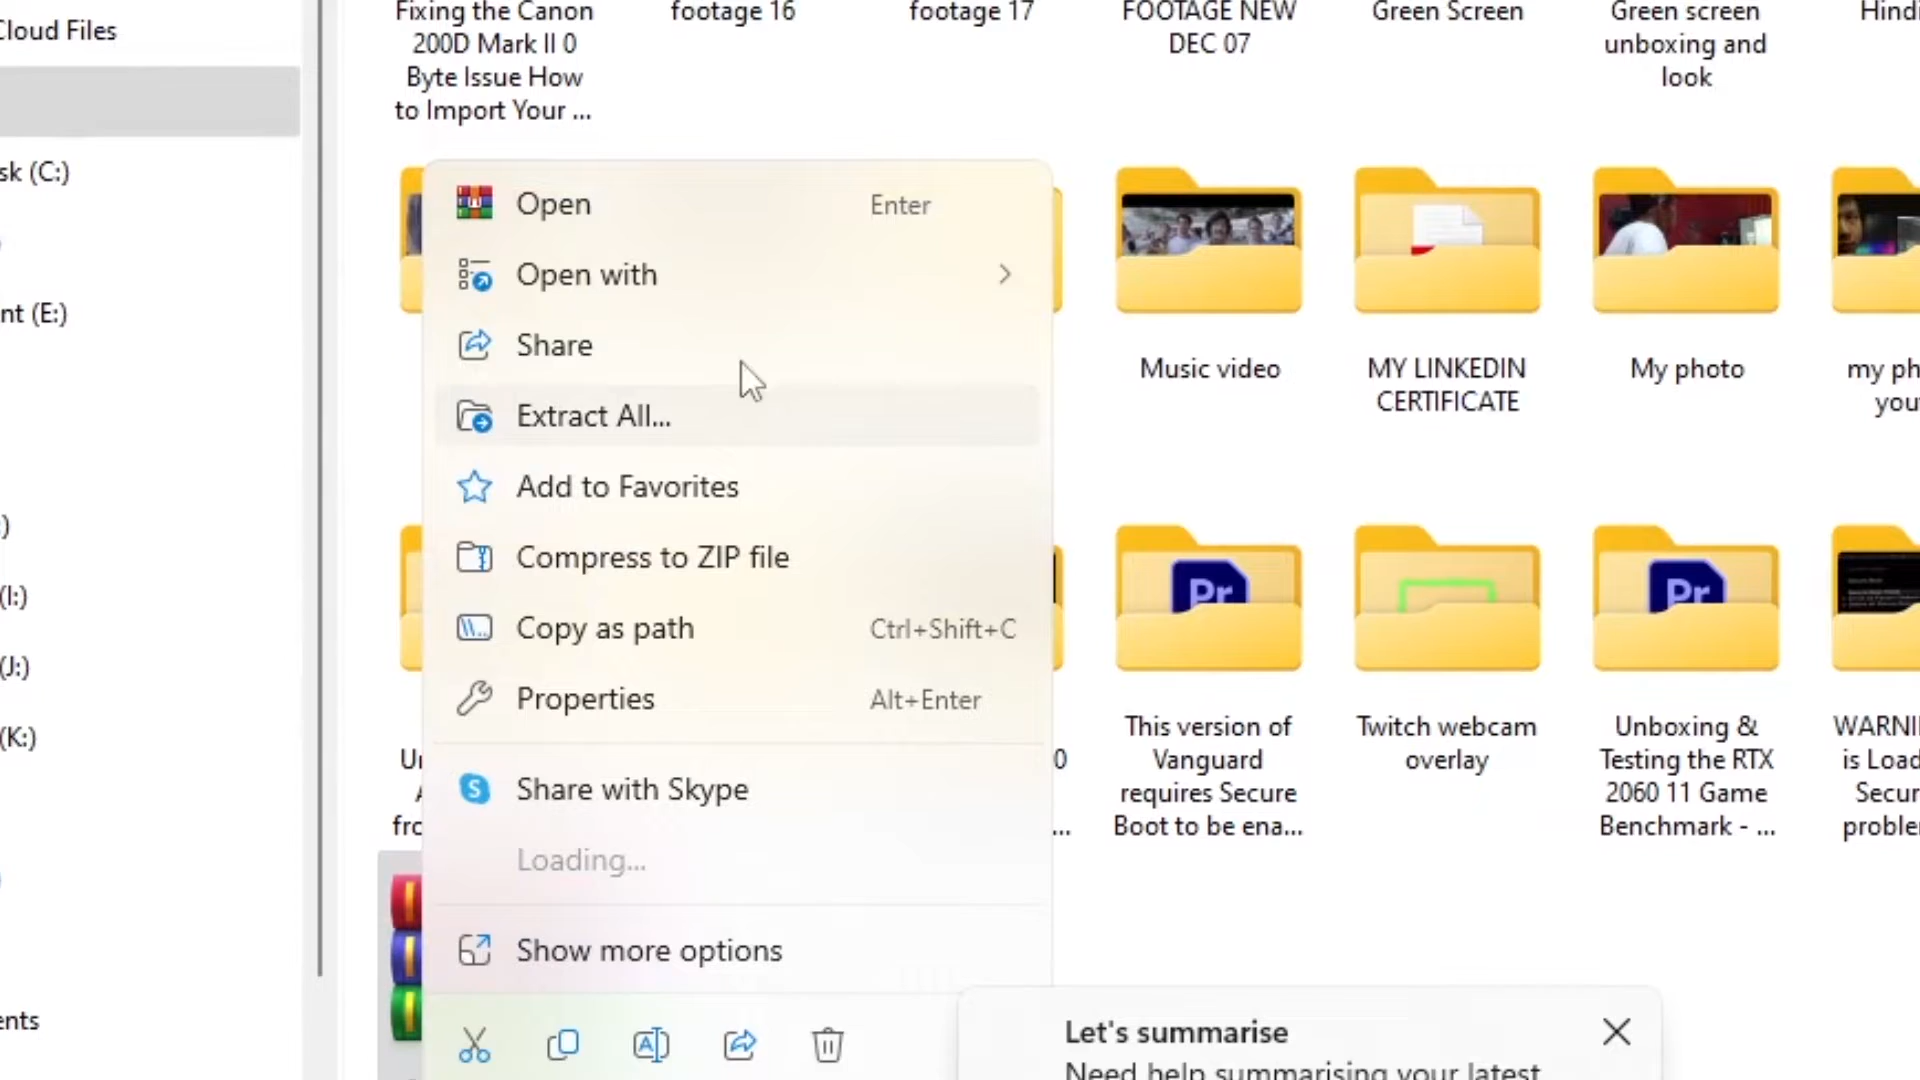 Cloud Files
sk (C:)
nt (E:)
:)
(I:)
(J:)
(K:)
ents
Fixing the Canon
200D Mark II 0
Byte Issue How
to Import Your ...
footage 16
footage 17
FOOTAGE NEW
DEC 07
Green Screen
Green screen
unboxing and
look
Hindi
Open Enter
Open with
Share
Extract All...
Add to Favorites
Compress to ZIP file
Copy as path Ctrl+Shift+C
Properties Alt+Enter
Share with Skype
Loading...
Show more options
Music video
MY LINKEDIN
CERTIFICATE
My photo
my ph
you
Pr
Pr
fro
0
...
This version of
Vanguard
requires Secure
Boot to be ena...
Twitch webcam
overlay
Unboxing &
Testing the RTX
2060 11 Game
Benchmark - ...
WARNI
is Load
Secur
problem
Let's summarise
Need help summarising your latest